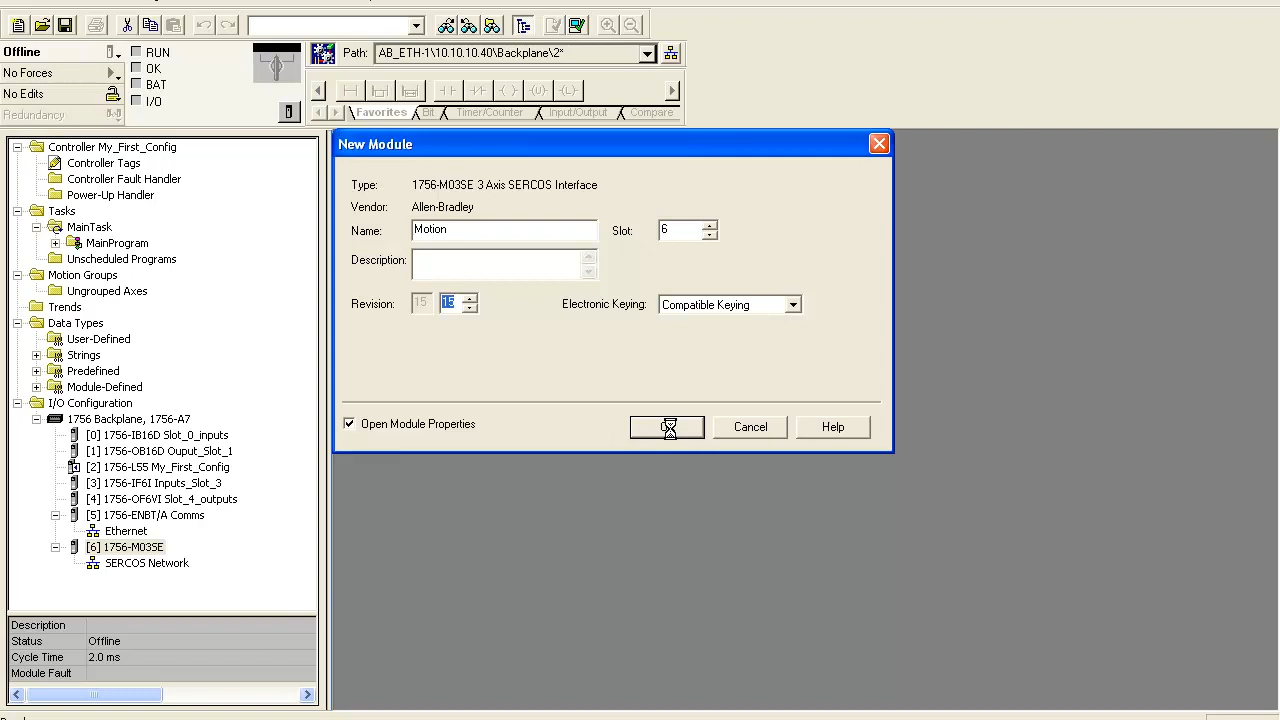 Offline
RUN
Path: AB_ETH-1\10.10.10.40\Backplane\2*
No Forces
OK
No Edits
BAT
Redundancy
I/O
Favorites Bit Timer/Counter Input/Output Compare
Controller My_First_Config
Controller Tags
Controller Fault Handler
Power-Up Handler
Tasks
MainTask
MainProgram
Unscheduled Programs
Motion Groups
Ungrouped Axes
Trends
Data Types
User-Defined
Strings
Predefined
Module-Defined
I/O Configuration
1756 Backplane, 1756-A7
[0] 1756-IB16D Slot_0_inputs
[1] 1756-OB16D Ouput_Slot_1
[2] 1756-L55 My_First_Config
[3] 1756-IF6I Inputs_Slot_3
[4] 1756-OF6VI Slot_4_outputs
[5] 1756-ENBT/A Comms
Ethernet
[6] 1756-M03SE
SERCOS Network
Description
Status Offline
Cycle Time 2.0 ms
Module Fault
New Module
Type: 1756-M03SE 3 Axis SERCOS Interface
Vendor: Allen-Bradley
Name: Motion Slot: 6
Description:
Revision: 15 15 Electronic Keying: Compatible Keying
Open Module Properties
Cancel Help